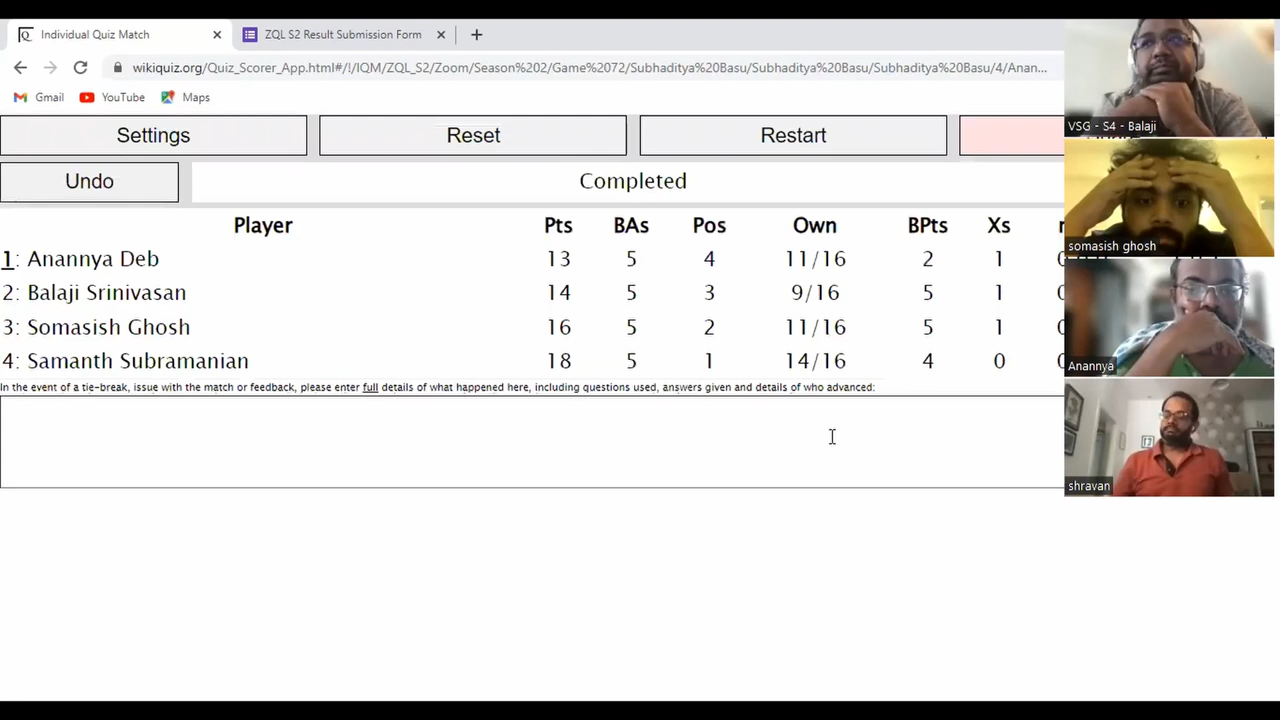 Individual Quiz Match
ZQL S2 Result Submission Form
wikiquiz.org/Quiz_Scorer_App.html#/I/IQM/ZQL_S2/Zoom/Season%202/Game%2072/Subhaditya%20Basu/Subhaditya%20Basu/Subhaditya%20Basu/4/Anan...
Gmail YouTube Maps
Settings Reset Restart
Undo Completed
Player Pts BAs Pos Own BPts Xs
1: Anannya Deb 13 5 4 11/16 2 1
2: Balaji Srinivasan 14 5 3 9/16 5 1
3: Somasish Ghosh 16 5 2 11/16 5 1
4: Samanth Subramanian 18 5 1 14/16 4 0
In the event of a tie-break, issue with the match or feedback, please enter full details of what happened here, including questions used, answers given and details of who advanced:
VSG - S4 - Balaji
somasish ghosh
Anannya
shravan